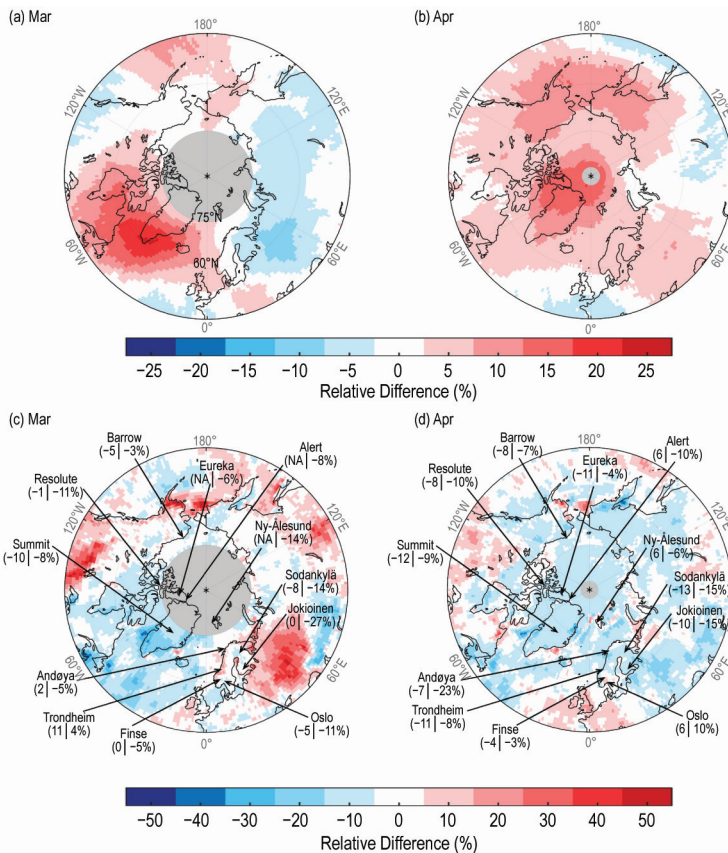 (a) Mar
(b) Apr
180°
180°
120°W
120°E
120°W
120°E
75°N
60°N
60°W
60°E
60°W
60°E
0°
0°
−25 −20 −15 −10 −5 0 5 10 15 20 25
Relative Difference (%)
(c) Mar
(d) Apr
180°
Barrow
(−5 | −3%)
Alert
(NA | −8%)
Eureka
(NA | −6%)
Resolute
(−1 | −11%)
120°W
120°E
Ny-Alesund
(NA | −14%)
Summit
(−10 | −8%)
Sodankylä
(−8 | −14%)
Jokioinen
(0 | −27%)
60°W
60°E
Andøya
(2 | −5%)
Trondheim
(11 | 4%)
Finse
(0 | −5%)
0°
Oslo
(−5 | −11%)
180°
Barrow
(−8 | −7%)
Alert
(6 | −10%)
Eureka
(−11 | −4%)
Resolute
(−8 | −10%)
120°W
120°E
Ny-Alesund
(6 | −6%)
Summit
(−12 | −9%)
Sodankylä
(−13 | −15%)
Jokioinen
(−10 | −15%)
60°W
60°E
Andøya
(−7 | −23%)
Trondheim
(−11 | −8%)
Finse
(−4 | −3%)
0°
Oslo
(6 | 10%)
−50 −40 −30 −20 −10 0 10 20 30 40 50
Relative Difference (%)